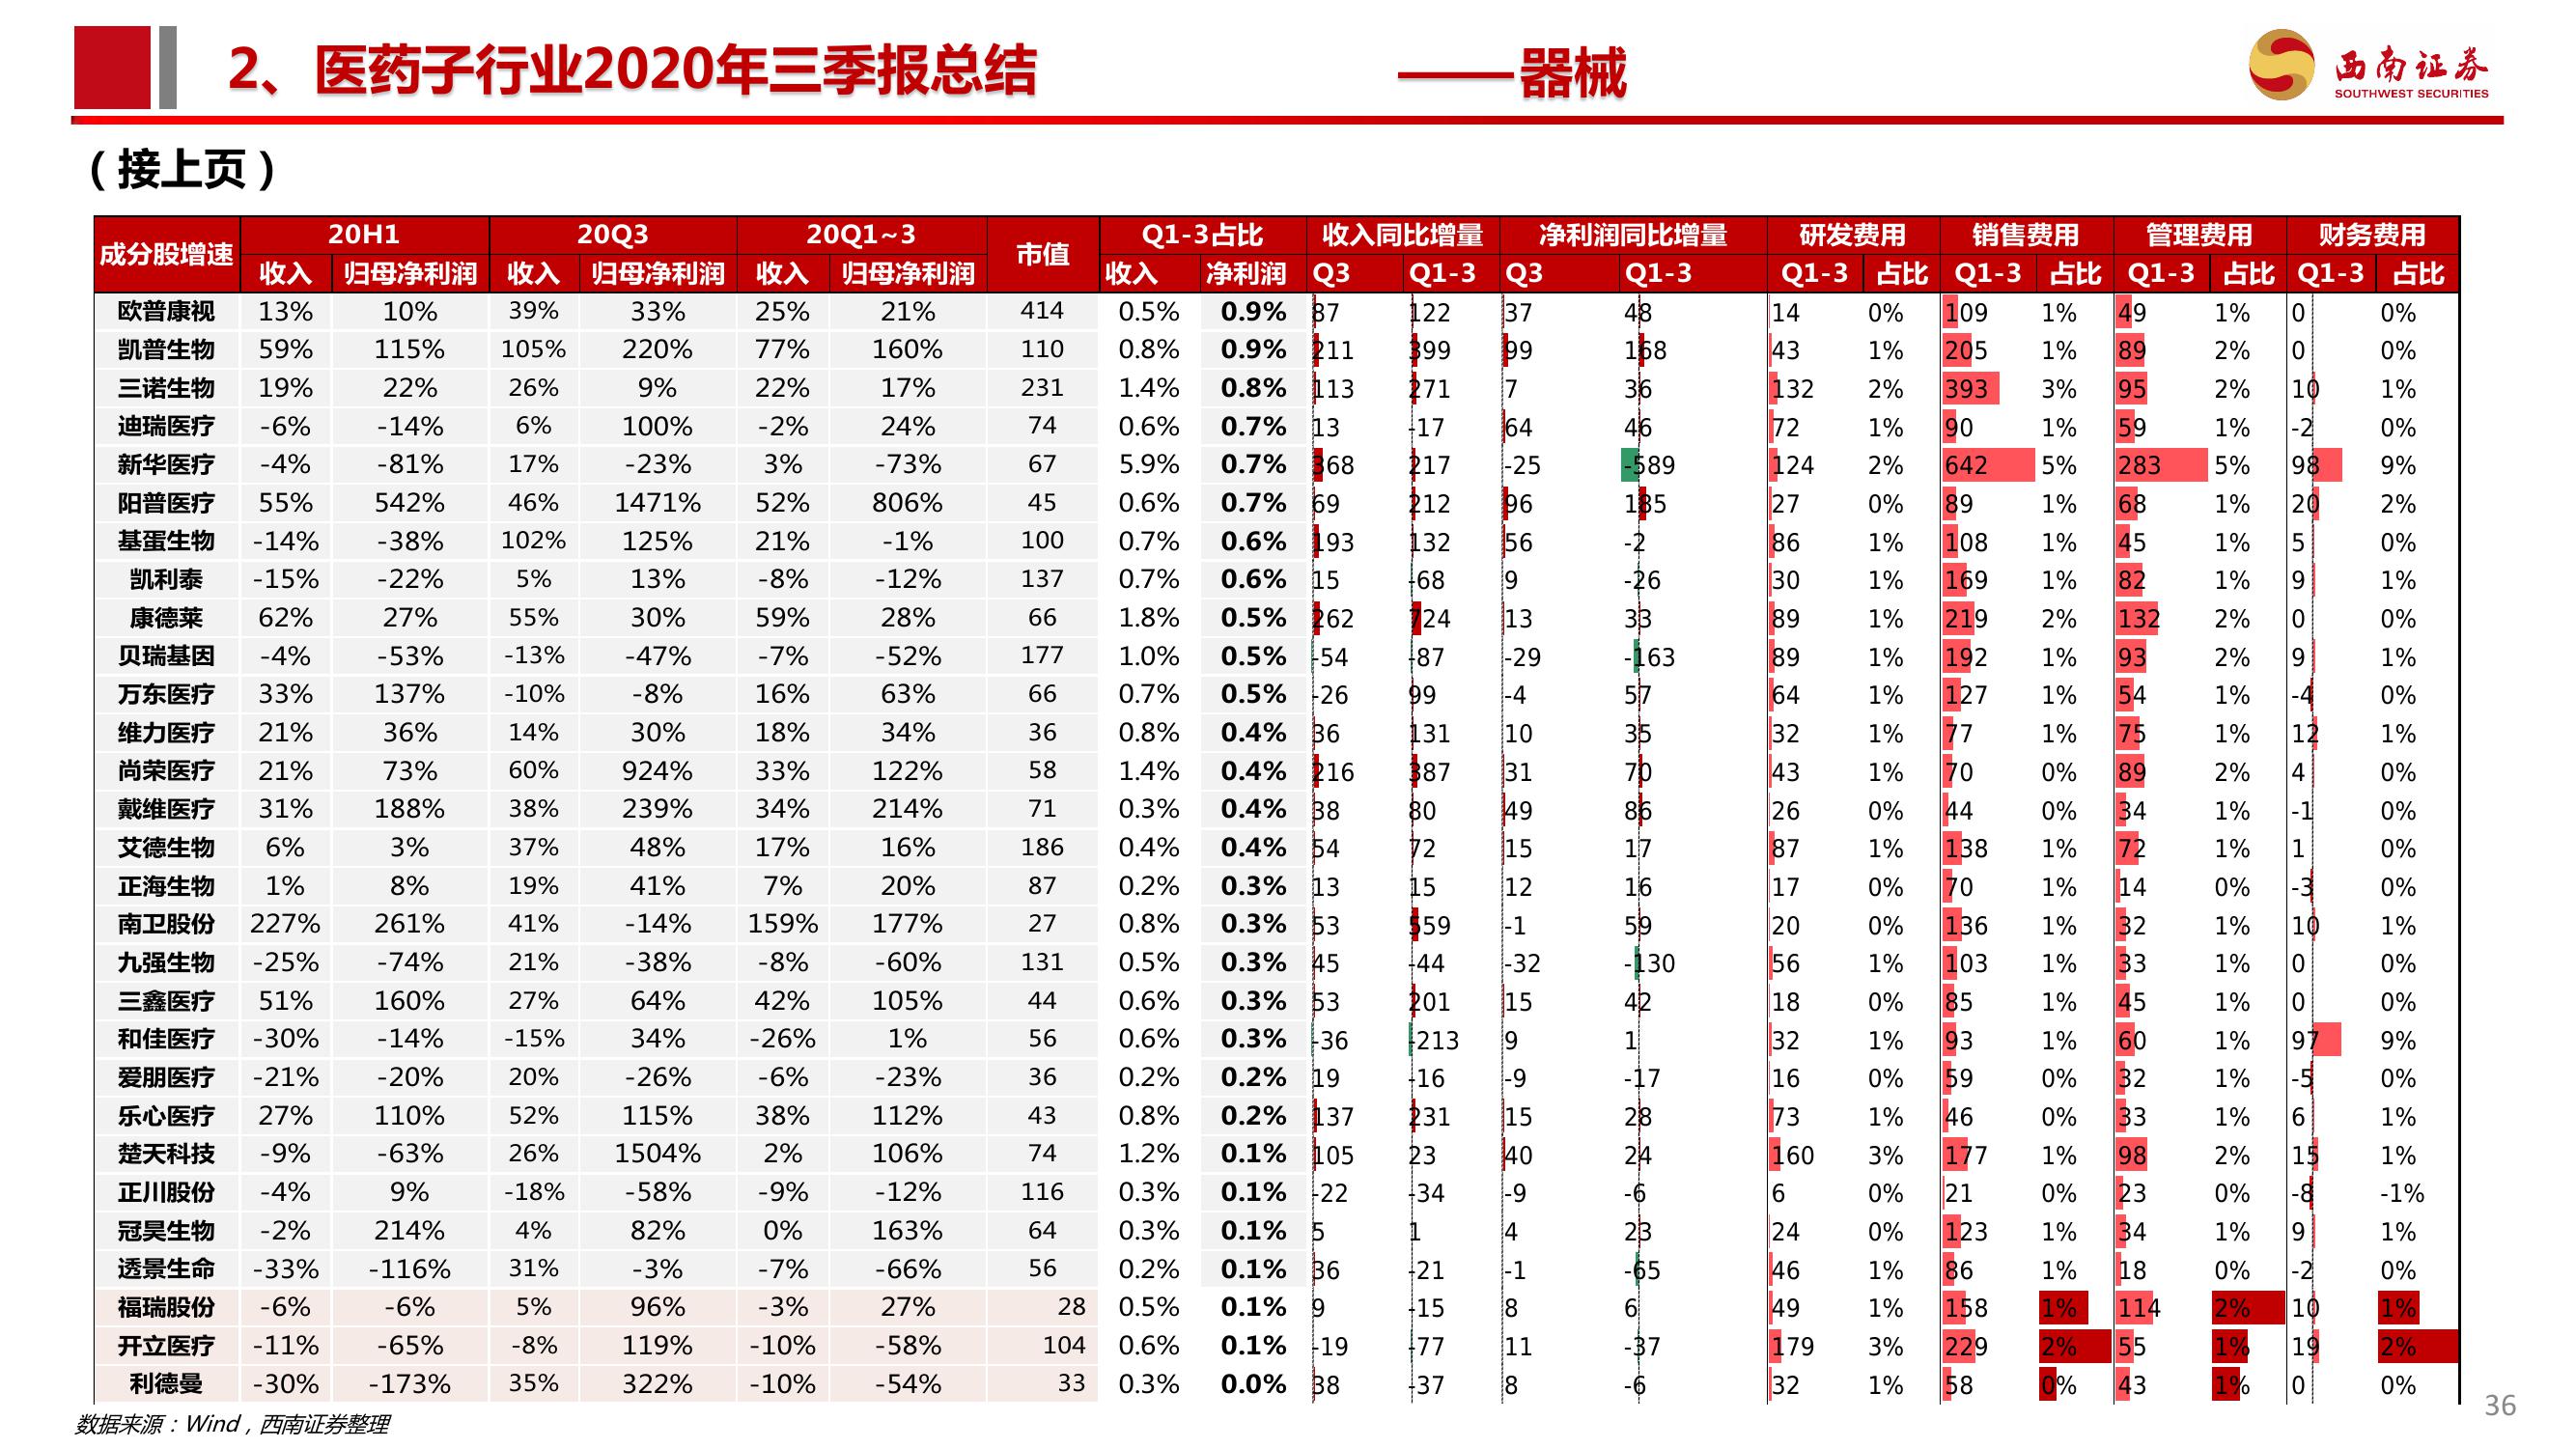 2、医药子行业2020年三季报总结 ——器械
西南证券
SOUTHWEST SECURITIES
（接上页）
成分股增速 20H1 20Q3 20Q1~3 市值 Q1-3占比 收入同比增量 净利润同比增量 研发费用 销售费用 管理费用 财务费用
收入 归母净利润 收入 归母净利润 收入 归母净利润 收入 净利润 Q3 Q1-3 Q3 Q1-3 Q1-3 占比 Q1-3 占比 Q1-3 占比 Q1-3 占比
欧普康视 13% 10% 39% 33% 25% 21% 414 0.5% 0.9% 87 122 37 48 14 0% 109 1% 49 1% 0 0%
凯普生物 59% 115% 105% 220% 77% 160% 110 0.8% 0.9% 211 399 99 168 43 1% 205 1% 89 2% 0 0%
三诺生物 19% 22% 26% 9% 22% 17% 231 1.4% 0.8% 113 271 7 36 132 2% 393 3% 95 2% 10 1%
迪瑞医疗 -6% -14% 6% 100% -2% 24% 74 0.6% 0.7% 13 -17 64 46 72 1% 90 1% 59 1% -2 0%
新华医疗 -4% -81% 17% -23% 3% -73% 67 5.9% 0.7% 368 217 -25 -589 124 2% 642 5% 283 5% 98 9%
阳普医疗 55% 542% 46% 1471% 52% 806% 45 0.6% 0.7% 69 212 96 185 27 0% 89 1% 68 1% 20 2%
基蛋生物 -14% -38% 102% 125% 21% -1% 100 0.7% 0.6% 193 132 56 -2 86 1% 108 1% 45 1% 5 0%
凯利泰 -15% -22% 5% 13% -8% -12% 137 0.7% 0.6% 15 -68 9 -26 30 1% 169 1% 82 1% 9 1%
康德莱 62% 27% 55% 30% 59% 28% 66 1.8% 0.5% 262 724 13 33 89 1% 219 2% 132 2% 0 0%
贝瑞基因 -4% -53% -13% -47% -7% -52% 177 1.0% 0.5% -54 -87 -29 -163 89 1% 192 1% 93 2% 9 1%
万东医疗 33% 137% -10% -8% 16% 63% 66 0.7% 0.5% -26 99 -4 57 64 1% 127 1% 54 1% -4 0%
维力医疗 21% 36% 14% 30% 18% 34% 36 0.8% 0.4% 36 131 10 35 32 1% 77 1% 75 1% 12 1%
尚荣医疗 21% 73% 60% 924% 33% 122% 58 1.4% 0.4% 216 387 31 70 43 1% 70 0% 89 2% 4 0%
戴维医疗 31% 188% 38% 239% 34% 214% 71 0.3% 0.4% 38 80 49 86 26 0% 44 0% 34 1% -1 0%
艾德生物 6% 3% 37% 48% 17% 16% 186 0.4% 0.4% 54 72 15 17 87 1% 138 1% 72 1% 1 0%
正海生物 1% 8% 19% 41% 7% 20% 87 0.2% 0.3% 13 15 12 16 17 0% 70 1% 14 0% -3 0%
南卫股份 227% 261% 41% -14% 159% 177% 27 0.8% 0.3% 53 559 -1 59 20 0% 136 1% 32 1% 10 1%
九强生物 -25% -74% 21% -38% -8% -60% 131 0.5% 0.3% 45 -44 -32 -130 56 1% 103 1% 33 1% 0 0%
三鑫医疗 51% 160% 27% 64% 42% 105% 44 0.6% 0.3% 53 201 15 42 18 0% 85 1% 45 1% 0 0%
和佳医疗 -30% -14% -15% 34% -26% 1% 56 0.6% 0.3% -36 -213 9 1 32 1% 93 1% 60 1% 97 9%
爱朋医疗 -21% -20% 20% -26% -6% -23% 36 0.2% 0.2% 19 -16 -9 -17 16 0% 59 0% 32 1% -5 0%
乐心医疗 27% 110% 52% 115% 38% 112% 43 0.8% 0.2% 137 231 15 28 73 1% 46 0% 33 1% 6 1%
楚天科技 -9% -63% 26% 1504% 2% 106% 74 1.2% 0.1% 105 23 40 24 160 3% 177 1% 98 2% 15 1%
正川股份 -4% 9% -18% -58% -9% -12% 116 0.3% 0.1% -22 -34 -9 -6 6 0% 21 0% 23 0% -8 -1%
冠昊生物 -2% 214% 4% 82% 0% 163% 64 0.3% 0.1% 5 1 4 23 24 0% 123 1% 34 1% 9 1%
透景生命 -33% -116% 31% -3% -7% -66% 56 0.2% 0.1% 36 -21 -1 -65 46 1% 86 1% 18 0% -2 0%
福瑞股份 -6% -6% 5% 96% -3% 27% 28 0.5% 0.1% 9 -15 8 6 49 1% 158 1% 114 2% 10 1%
开立医疗 -11% -65% -8% 119% -10% -58% 104 0.6% 0.1% -19 -77 11 -37 179 3% 229 2% 55 1% 19 2%
利德曼 -30% -173% 35% 322% -10% -54% 33 0.3% 0.0% 38 -37 8 -6 32 1% 58 0% 43 1% 0 0%
数据来源：Wind，西南证券整理
36